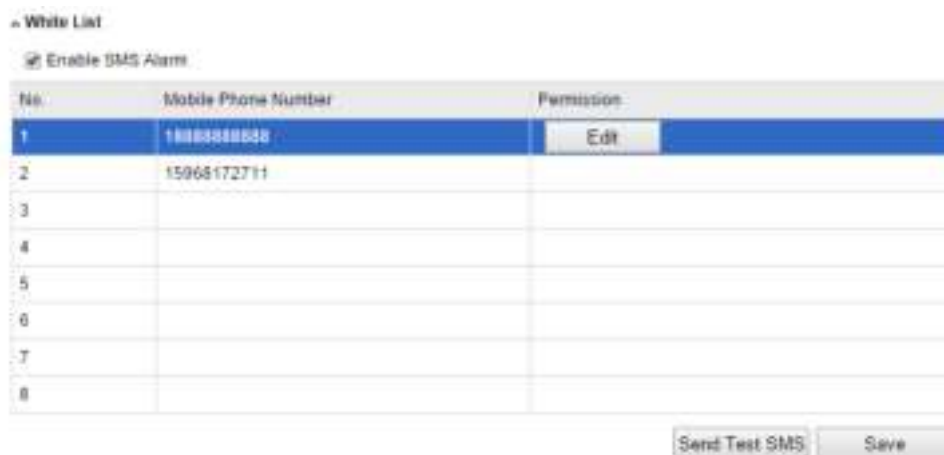 White List
Enable SMS Alarm
No. Mobile Phone Number Permission
1 18888888888 Edit
2 15968172711
3
4
5
6
7
8
Send Test SMS Save